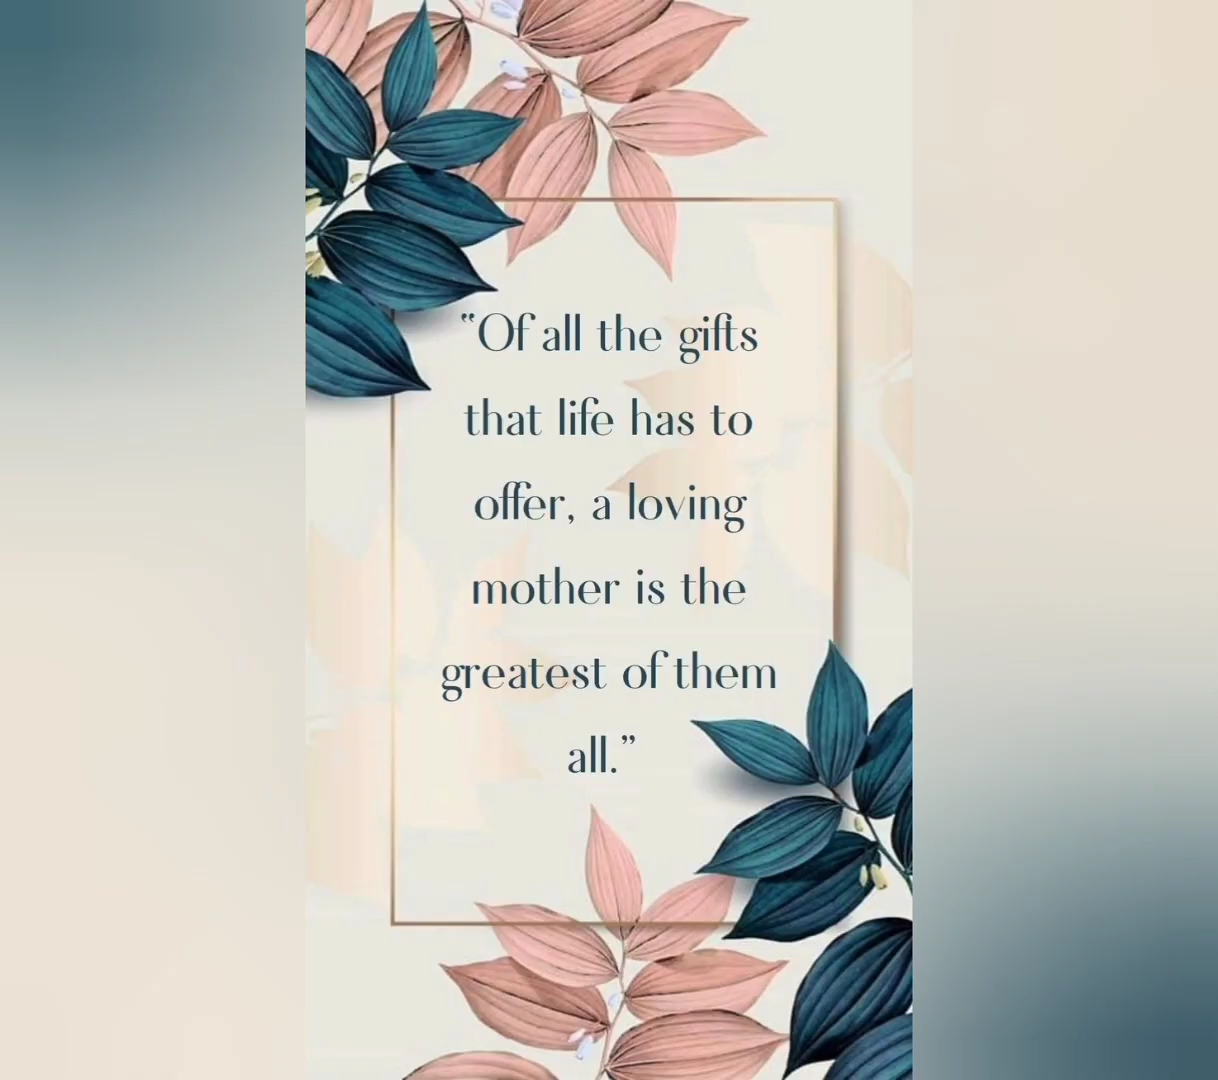 “Of all the gifts
that life has to
offer, a loving
mother is the
greatest of them
all.”